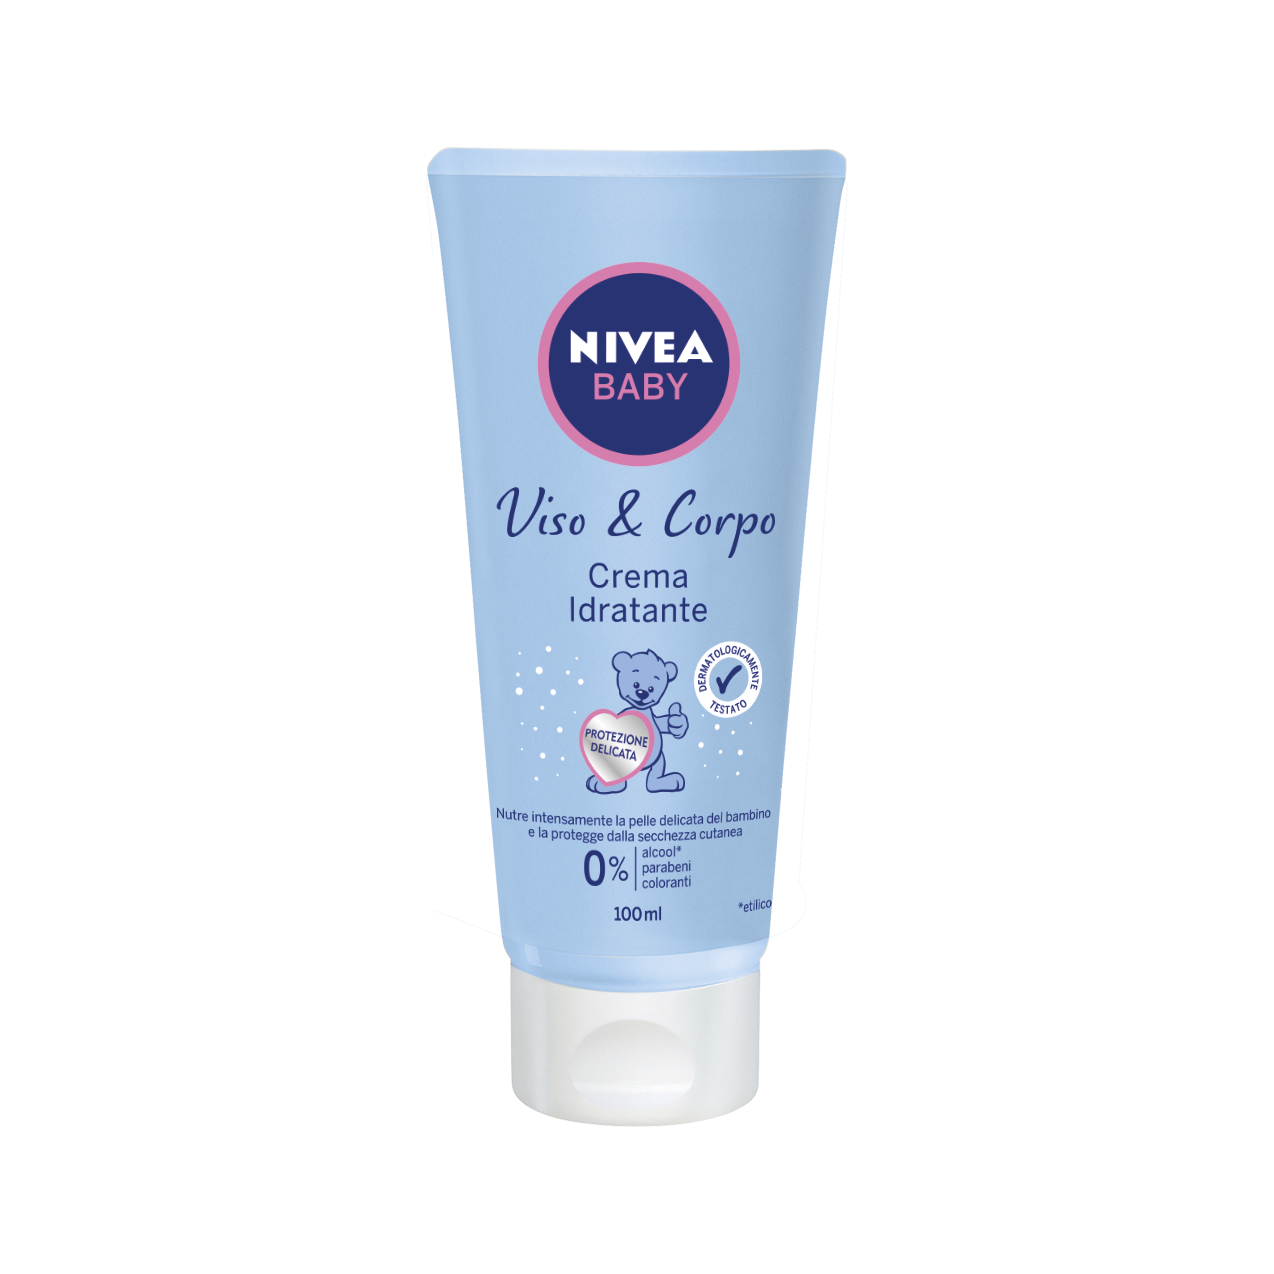 NIVEA
BABY
Viso & Corpo
Crema
Idratante
DERMATOLOGICAMENTE
TESTATO
PROTEZIONE
DELICATA
Nutre intensamente la pelle delicata del bambino
e la protegge dalla secchezza cutanea
0%
alcool*
parabeni
coloranti
100ml
*etilico